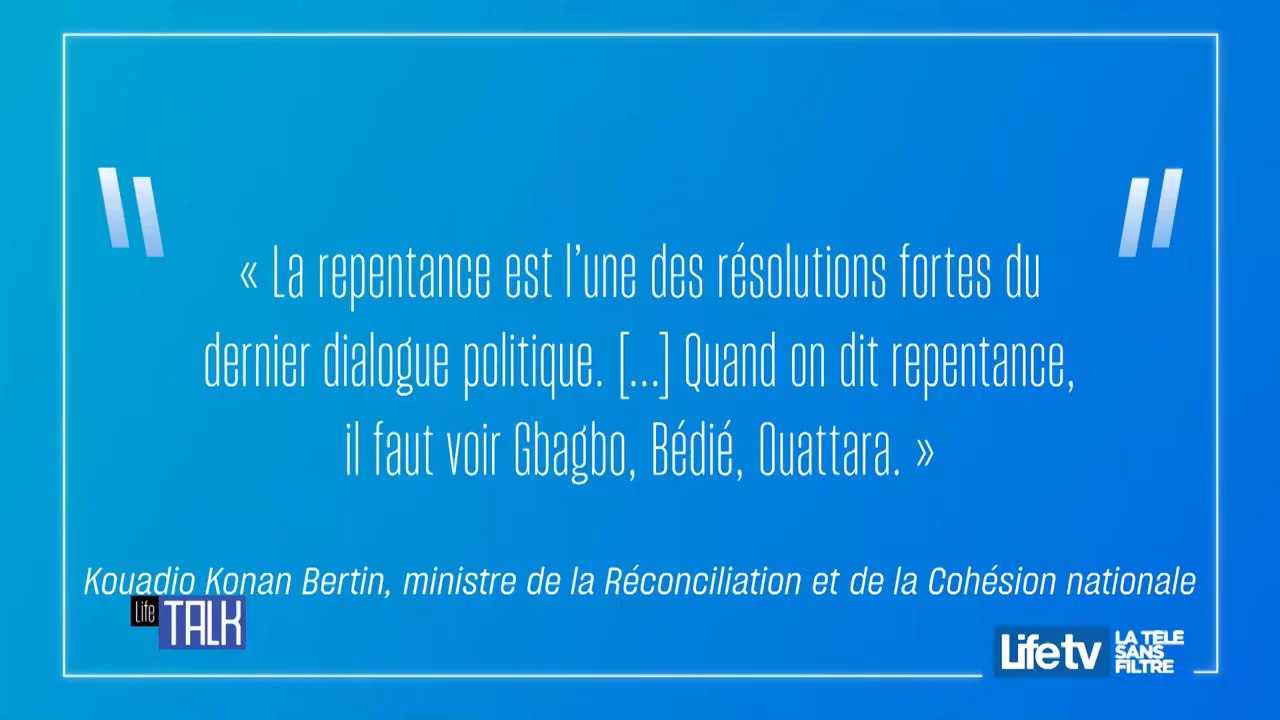 « La repentance est l’une des résolutions fortes du
dernier dialogue politique. [...] Quand on dit repentance,
il faut voir Gbagbo, Bédié, Ouattara. »
Kouadio Konan Bertin, ministre de la Réconciliation et de la Cohésion nationale
Life TALK
Lifetv
LA TELE
SANS
FILTRE